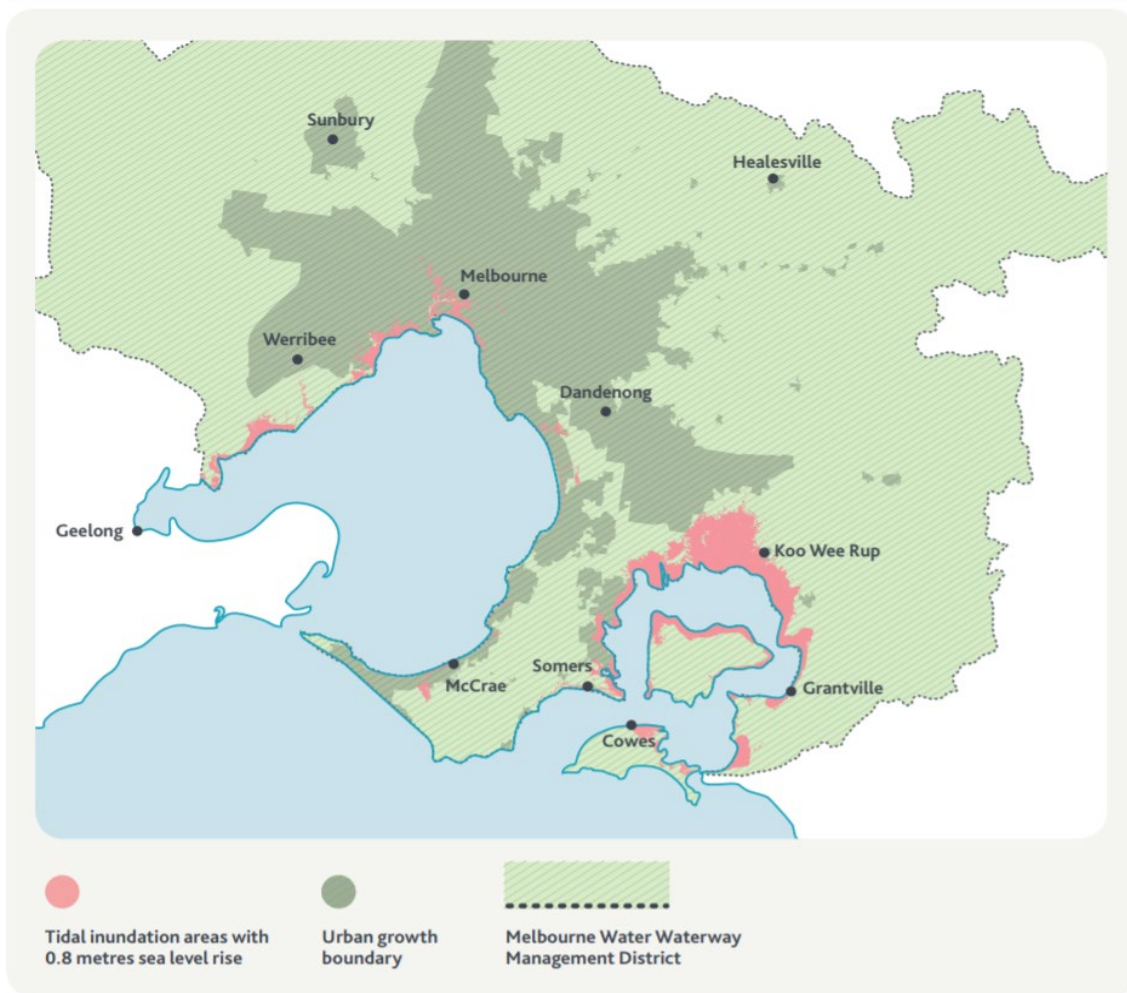 Sunbury
Healesville
Melbourne
Werribee
Dandenong
Geelong
Koo Wee Rup
Somers
McCrae
Grantville
Cowes
Tidal inundation areas with
0.8 metres sea level rise
Urban growth
boundary
Melbourne Water Waterway
Management District